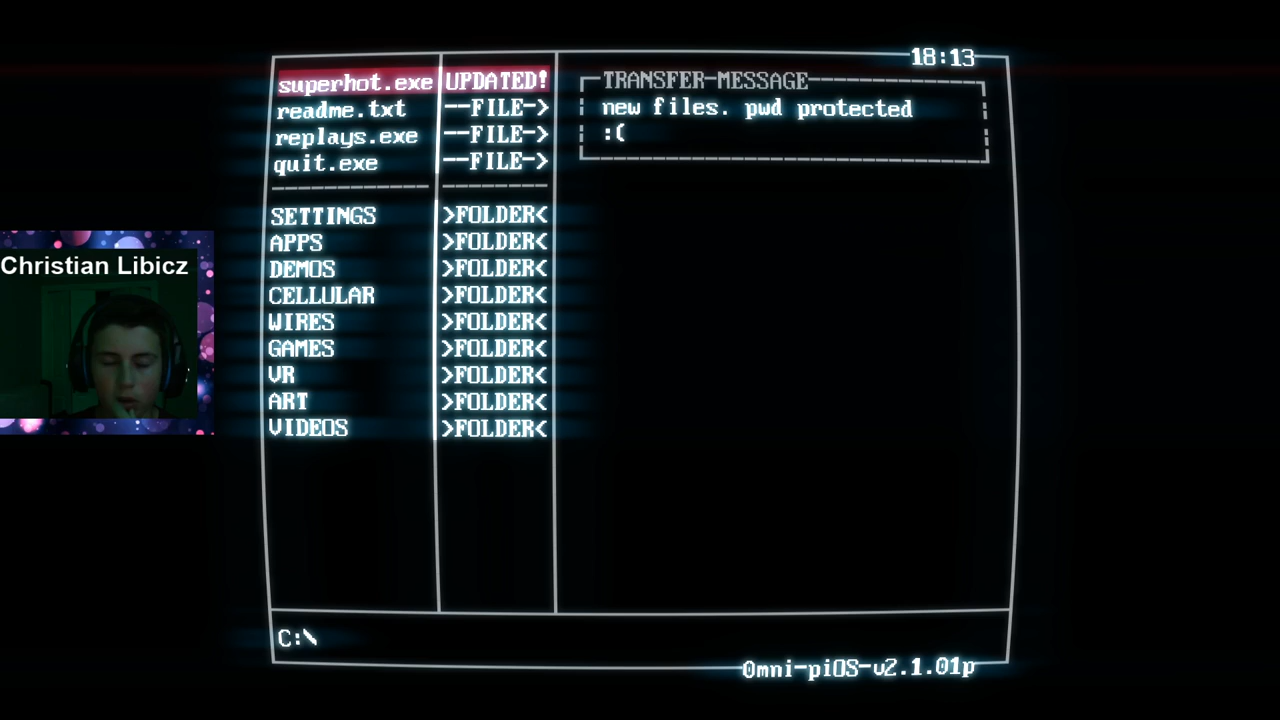 18:13
superhot.exe UPDATED!
readme.txt —FILE->
replays.exe —FILE->
quit.exe —FILE->
SETTINGS >FOLDER<
APPS >FOLDER<
DEMOS >FOLDER<
CELLULAR >FOLDER<
WIRES >FOLDER<
GAMES >FOLDER<
VR >FOLDER<
ART >FOLDER<
VIDEOS >FOLDER<
TRANSFER-MESSAGE
new files. pwd protected
:(
Christian Libicz
C:\
0mni-piOS-v2.1.01p